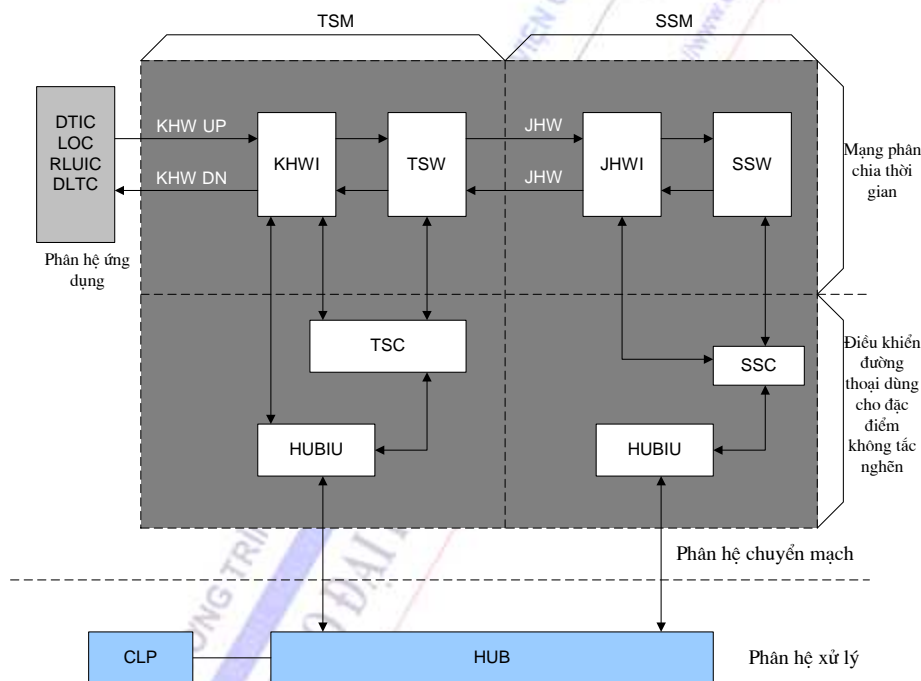 TSM
SSM
DTIC
LOC
RLUIC
DLTC
KHW UP
KHW DN
KHWI
TSW
JHW
JHW
JHWI
SSW
Mạng phân
chia thời
gian
Phân hệ ứng
dụng
TSC
SSC
HUBIU
HUBIU
Điều khiển
đường
thoại dùng
cho đặc
điểm
không tắc
nghẽn
Phân hệ chuyển mạch
CLP
HUB
Phân hệ xử lý